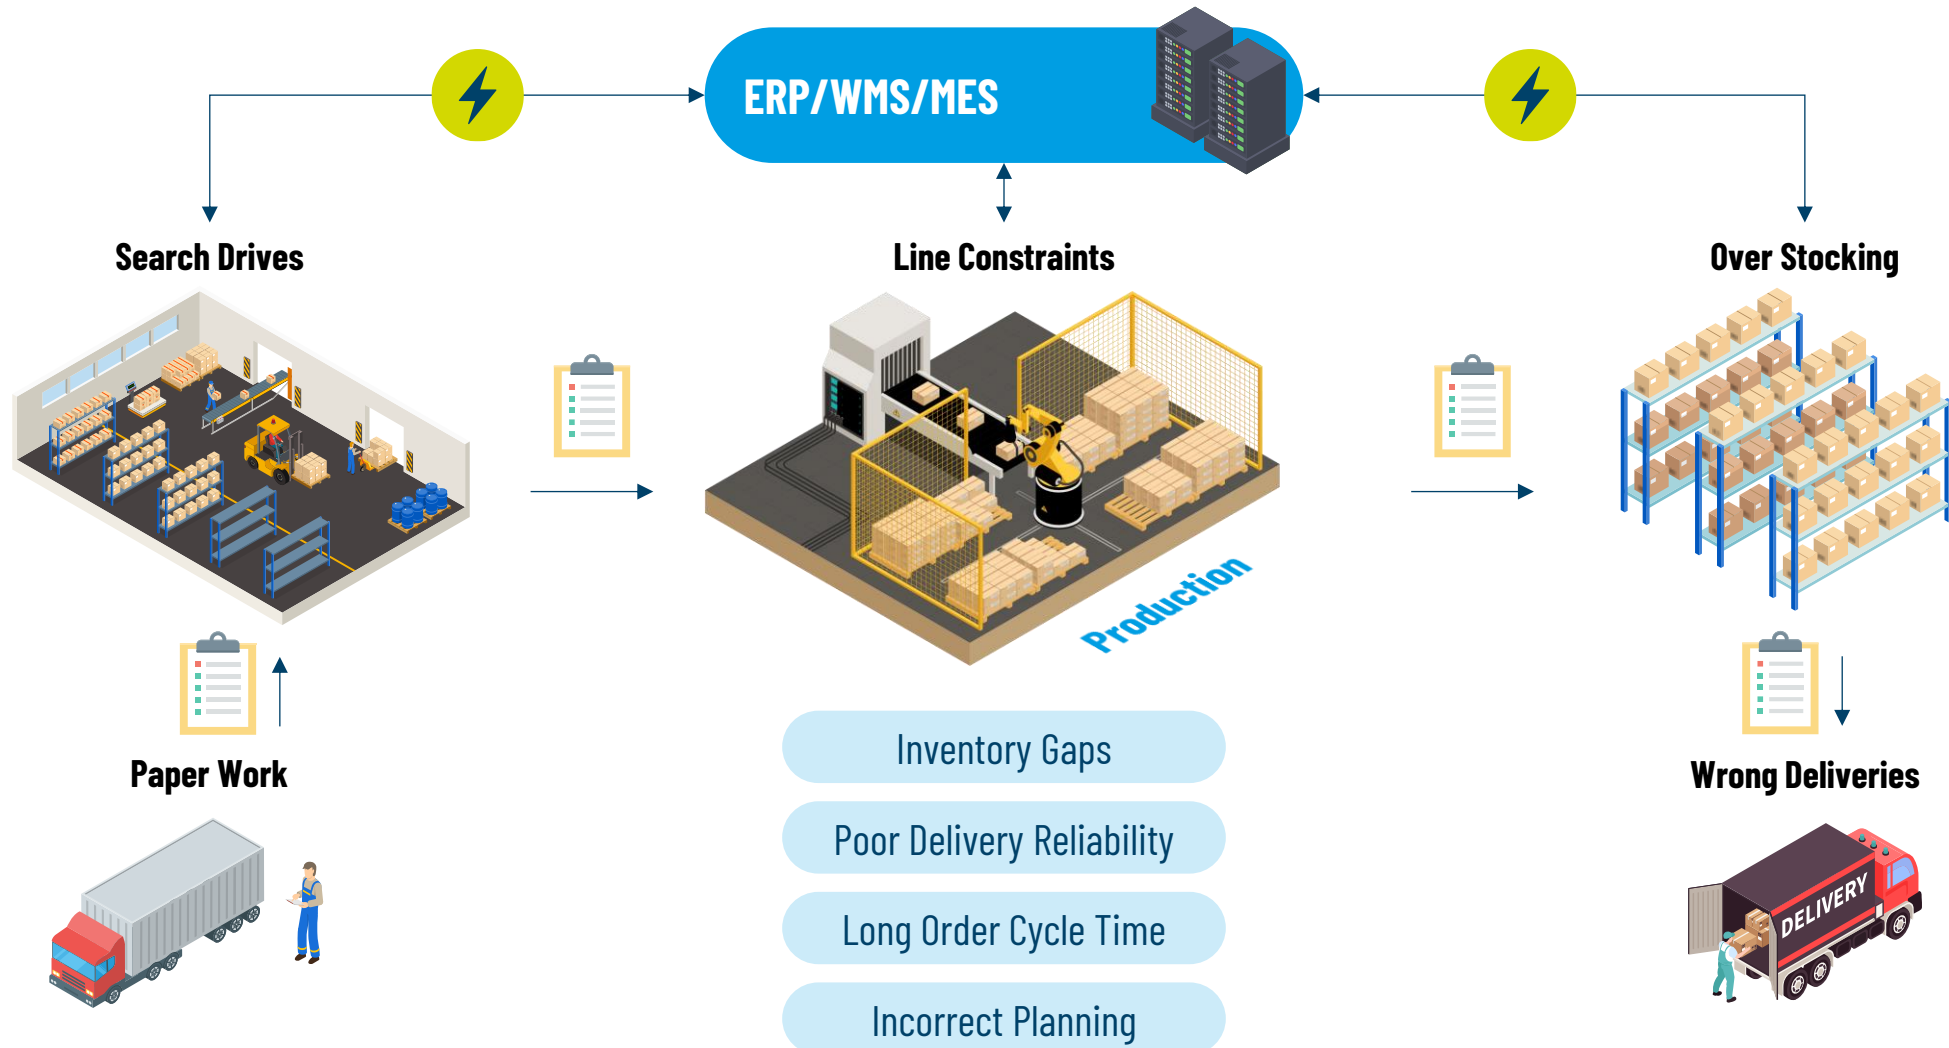 ERP/WMS/MES
Search Drives
Line Constraints
Over Stocking
Production
Paper Work
Wrong Deliveries
Inventory Gaps
Poor Delivery Reliability
Long Order Cycle Time
Incorrect Planning
DELIVERY